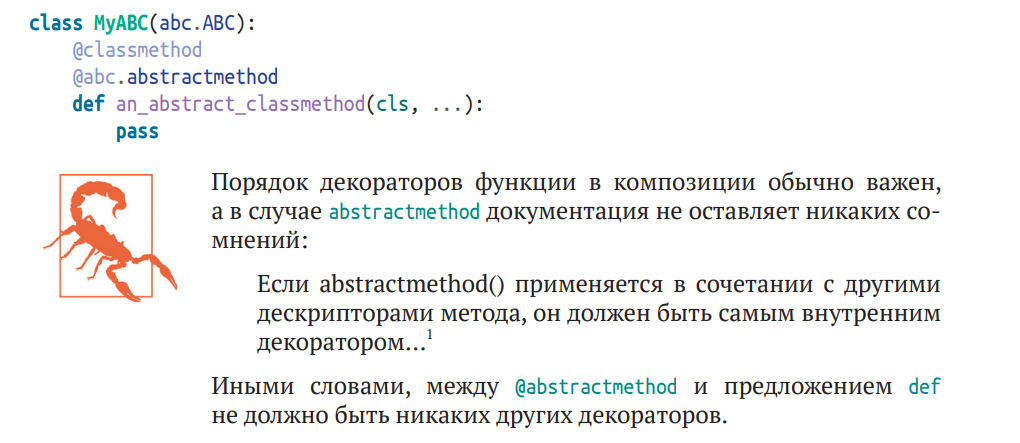 class MyABC(abc.ABC):
    @classmethod
    @abc.abstractmethod
    def an_abstract_classmethod(cls, ...):
        pass
Порядок декораторов функции в композиции обычно важен,
а в случае abstractmethod документация не оставляет никаких со-
мнений:
Если abstractmethod() применяется в сочетании с другими
дескрипторами метода, он должен быть самым внутренним
декоратором…1
Иными словами, между @abstractmethod и предложением def
не должно быть никаких других декораторов.